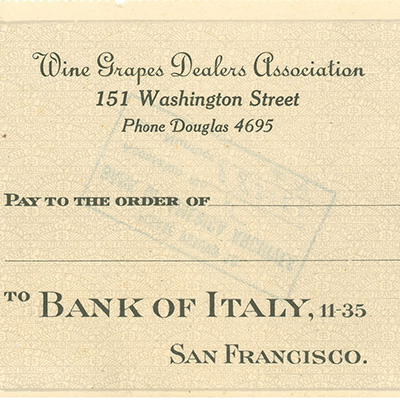 Wine Grapes Dealers Association
151 Washington Street
Phone Douglas 4695
PAY TO THE ORDER OF
TO BANK OF ITALY, 11-35
SAN FRANCISCO.